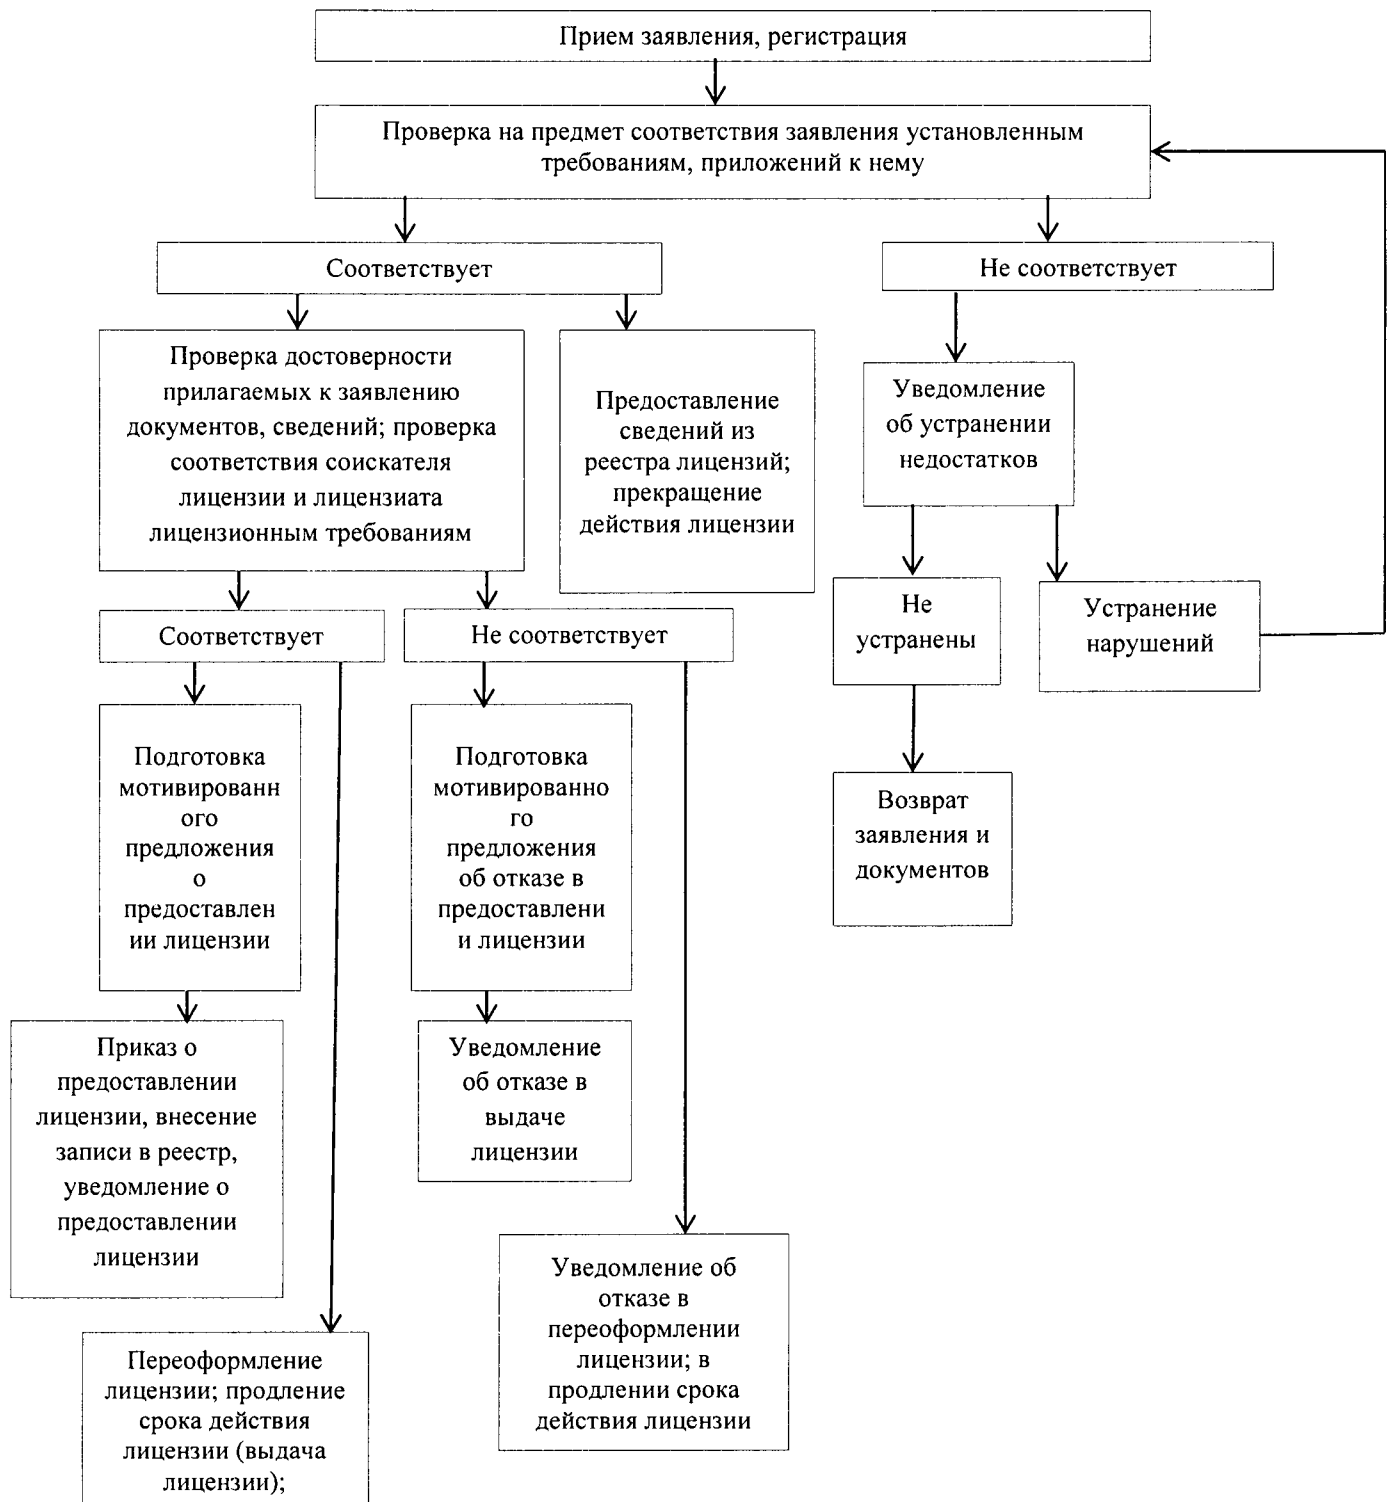 Прием заявления, регистрация
Проверка на предмет соответствия заявления установленным
требованиям, приложений к нему
Соответствует
Не соответствует
Проверка достоверности
прилагаемых к заявлению
документов, сведений; проверка
соответствия соискателя
лицензии и лицензиата
лицензионным требованиям
Предоставление
сведений из
реестра лицензий;
прекращение
действия лицензии
Уведомление
об устранении
недостатков
Не
устранены
Устранение
нарушений
Соответствует
Не соответствует
Подготовка
мотивированн
ого
предложения
о
предоставлен
ии лицензии
Подготовка
мотивированно
го
предложения
об отказе в
предоставлени
и лицензии
Возврат
заявления и
документов
Приказ о
предоставлении
лицензии, внесение
записи в реестр,
уведомление о
предоставлении
лицензии
Уведомление
об отказе в
выдаче
лицензии
Уведомление об
отказе в
переоформлении
лицензии; в
продлении срока
действия лицензии
Переоформление
лицензии; продление
срока действия
лицензии (выдача
лицензии);